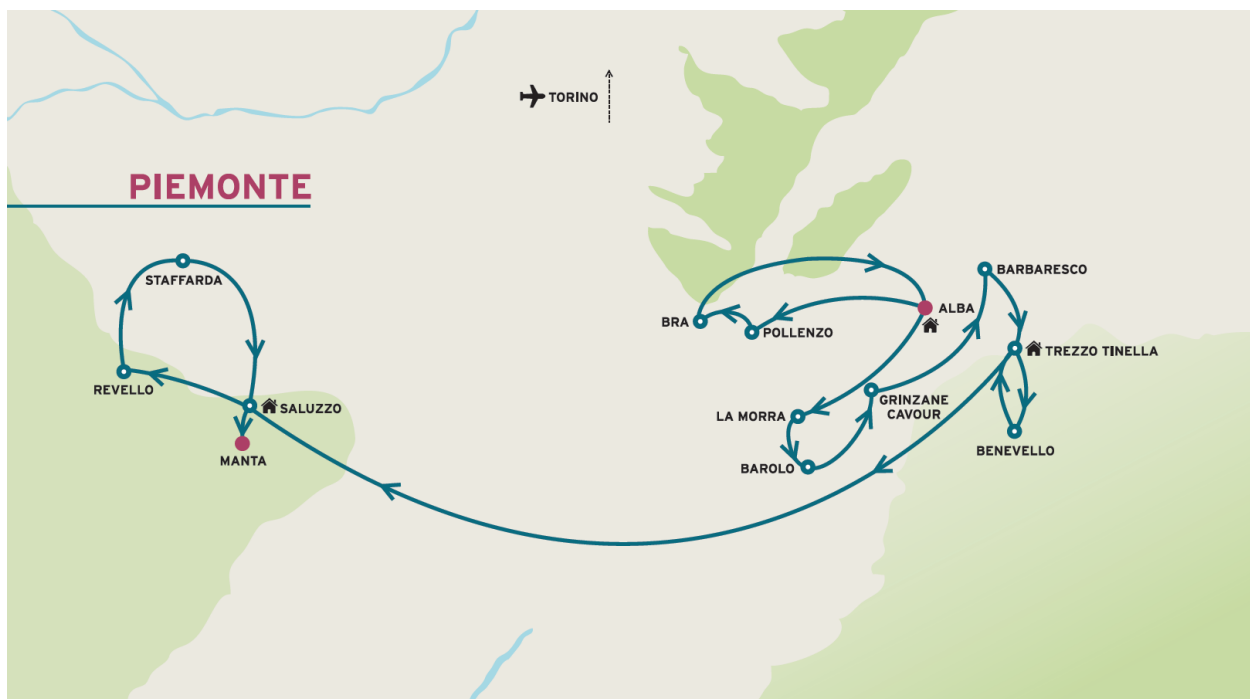 TORINO
PIEMONTE
STAFFARDA
BARBARESCO
ALBA
BRA
POLLENZO
TREZZO TINELLA
REVELLO
GRINZANE
CAVOUR
SALUZZO
LA MORRA
BENEVELLO
MANTA
BAROLO